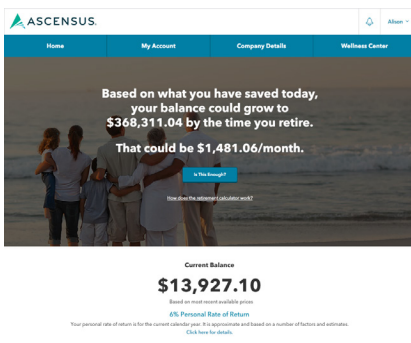 ASCENSUS.
Alison
Home My Account Company Details Wellness Center
Based on what you have saved today,
your balance could grow to
$368,311.04 by the time you retire.
That could be $1,481.06/month.
Is This Enough?
How does the retirement calculator work?
Current Balance
$13,927.10
Based on most recent available prices
6% Personal Rate of Return
Your personal rate of return is for the current calendar year. It is approximate and based on a number of factors and estimates.
Click here for details.